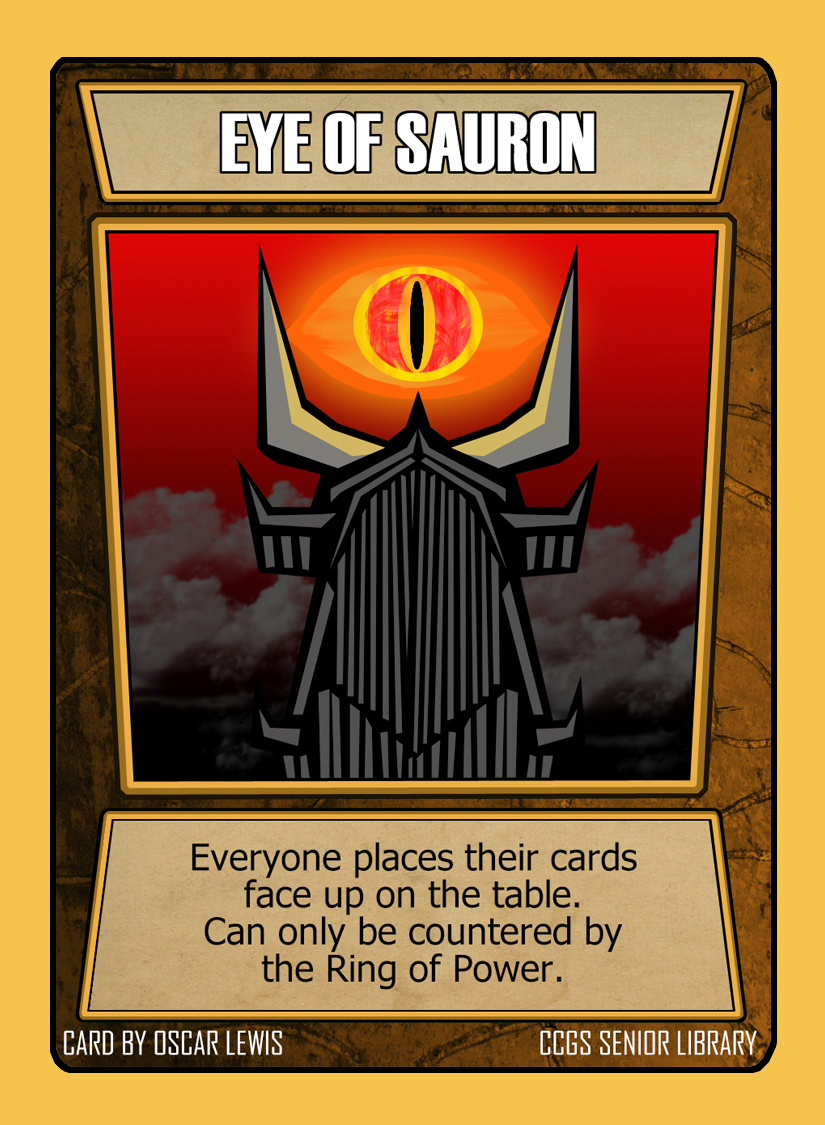 EYE OF SAURON
Everyone places their cards
face up on the table.
Can only be countered by
the Ring of Power.
CARD BY OSCAR LEWIS
CCGS SENIOR LIBRARY